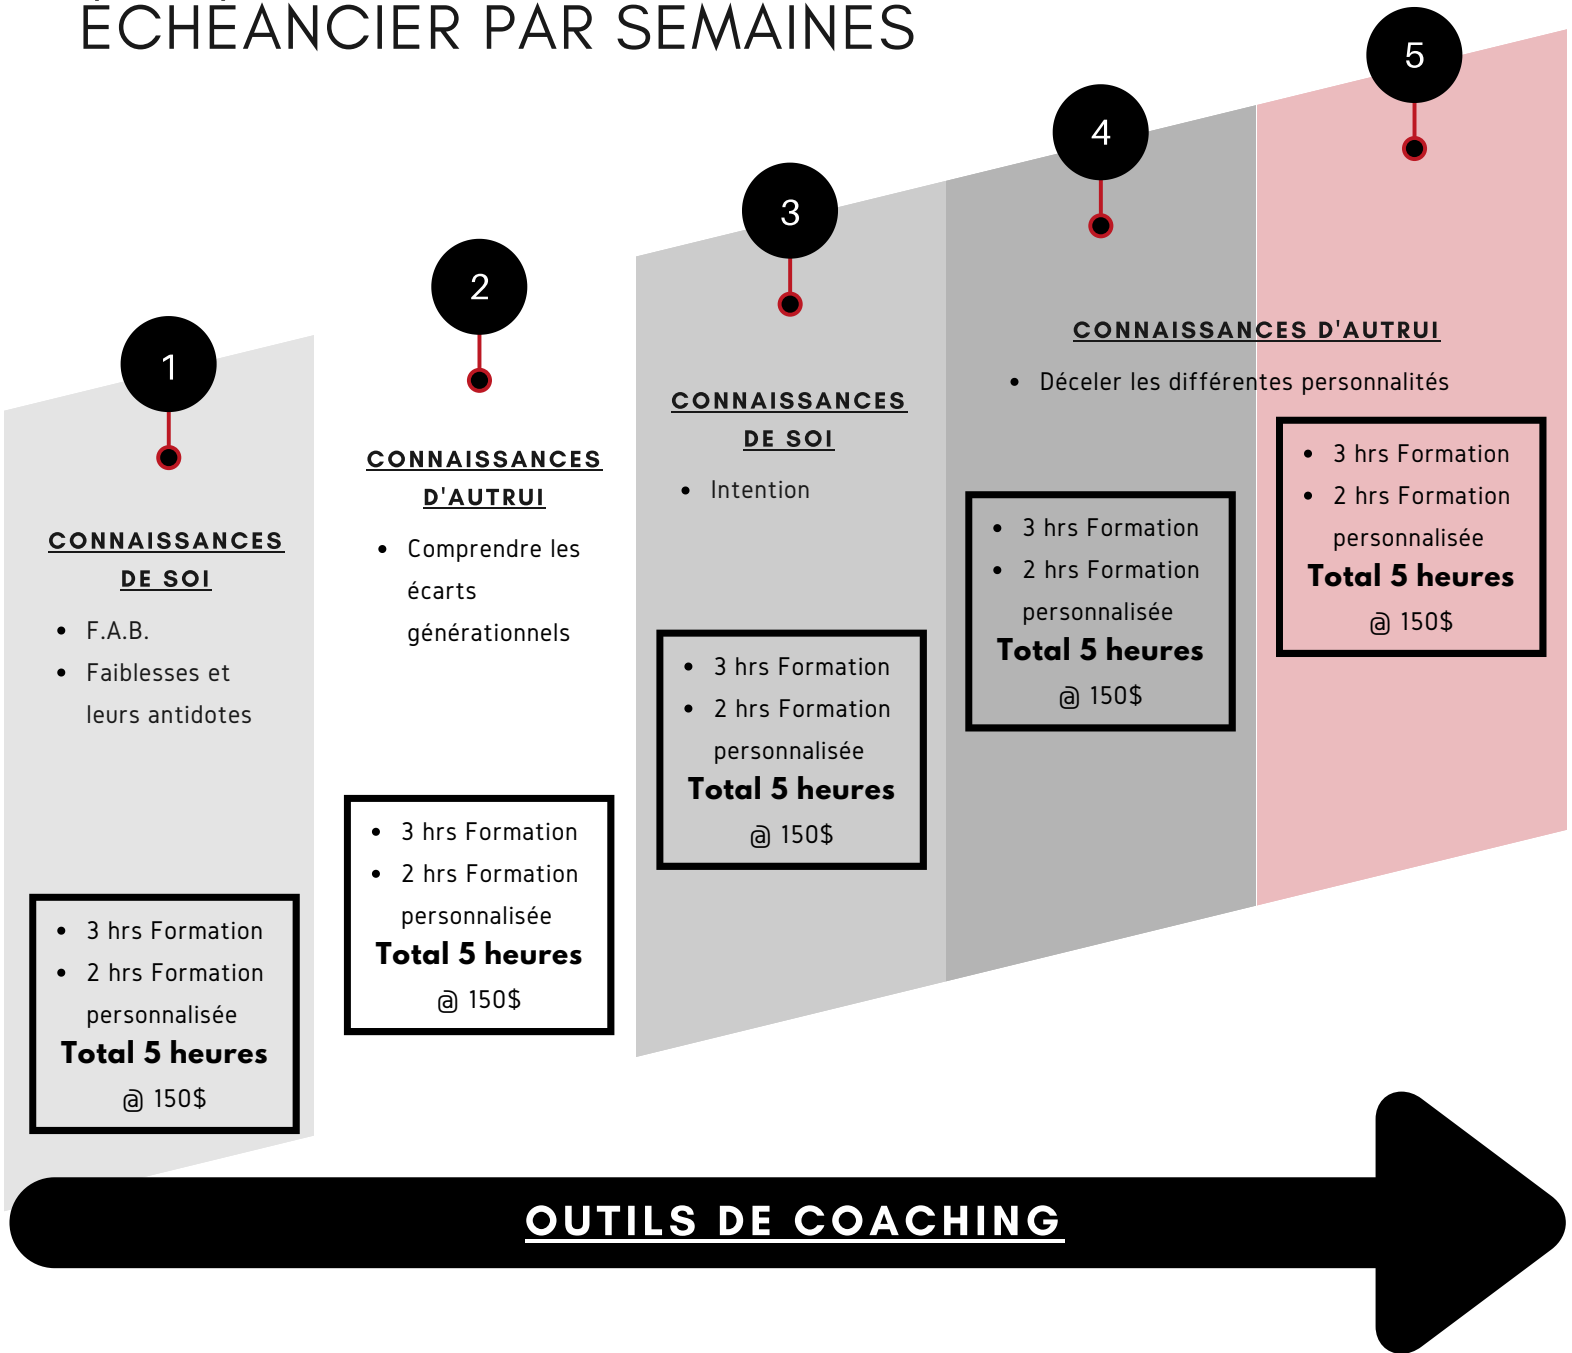 ÉCHÉANCIER PAR SEMAINES
1
CONNAISSANCES
DE SOI
• F.A.B.
• Faiblesses et
leurs antidotes
• 3 hrs Formation
• 2 hrs Formation
personnalisée
Total 5 heures
@ 150$
2
CONNAISSANCES
D'AUTRUI
• Comprendre les
écarts
générationnels
• 3 hrs Formation
• 2 hrs Formation
personnalisée
Total 5 heures
@ 150$
3
CONNAISSANCES
DE SOI
• Intention
• 3 hrs Formation
• 2 hrs Formation
personnalisée
Total 5 heures
@ 150$
4
5
CONNAISSANCES D'AUTRUI
• Déceler les différentes personnalités
• 3 hrs Formation
• 2 hrs Formation
personnalisée
Total 5 heures
@ 150$
• 3 hrs Formation
• 2 hrs Formation
personnalisée
Total 5 heures
@ 150$
OUTILS DE COACHING